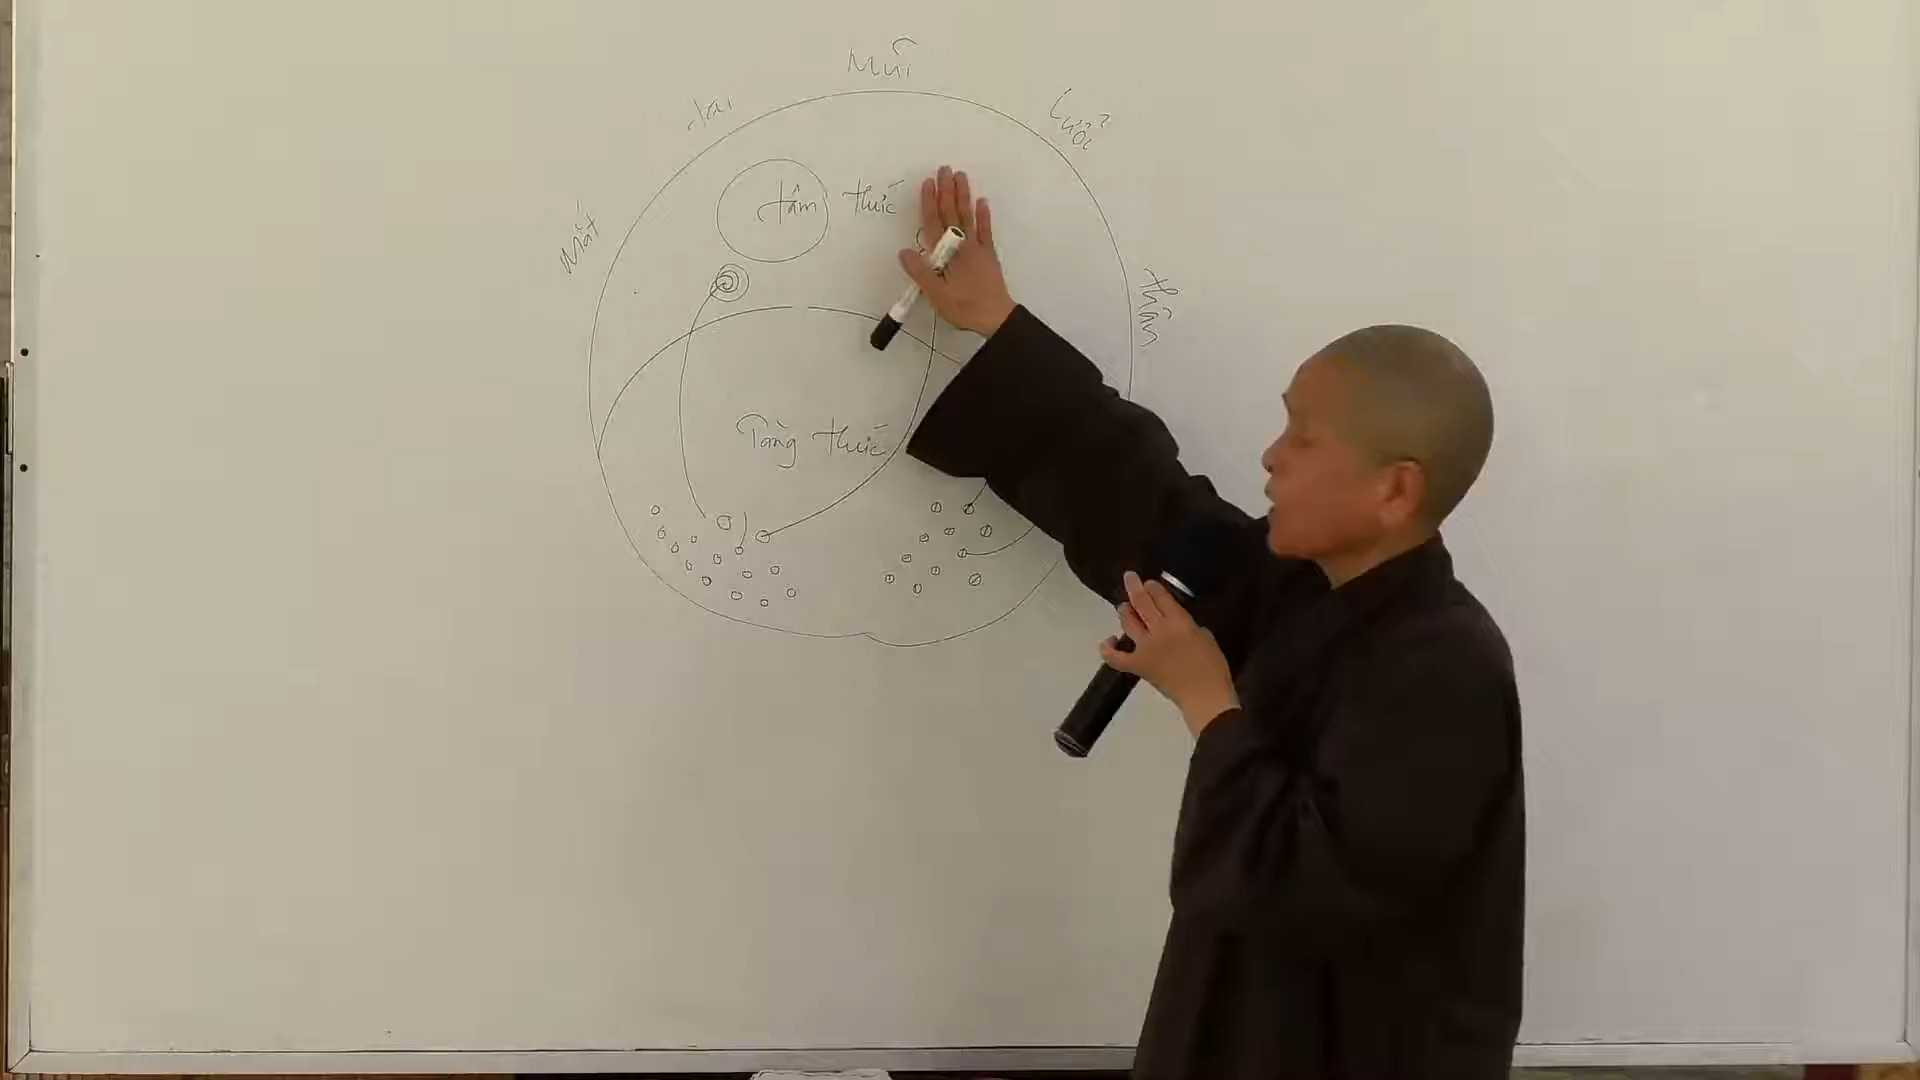 Mũi
tai
Lưỡi
Mắt
thân
tâm thức
Tàng thức